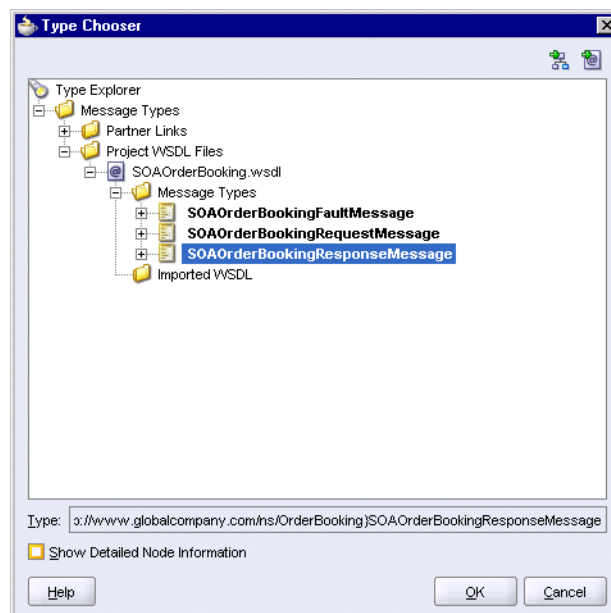 Type Chooser
Type Explorer
Message Types
Partner Links
Project WSDL Files
SOAOrderBooking.wsdl
Message Types
SOAOrderBookingFaultMessage
SOAOrderBookingRequestMessage
SOAOrderBookingResponseMessage
Imported WSDL
Type: ://www.globalcompany.com/ns/OrderBooking}SOAOrderBookingResponseMessage
Show Detailed Node Information
Help OK Cancel